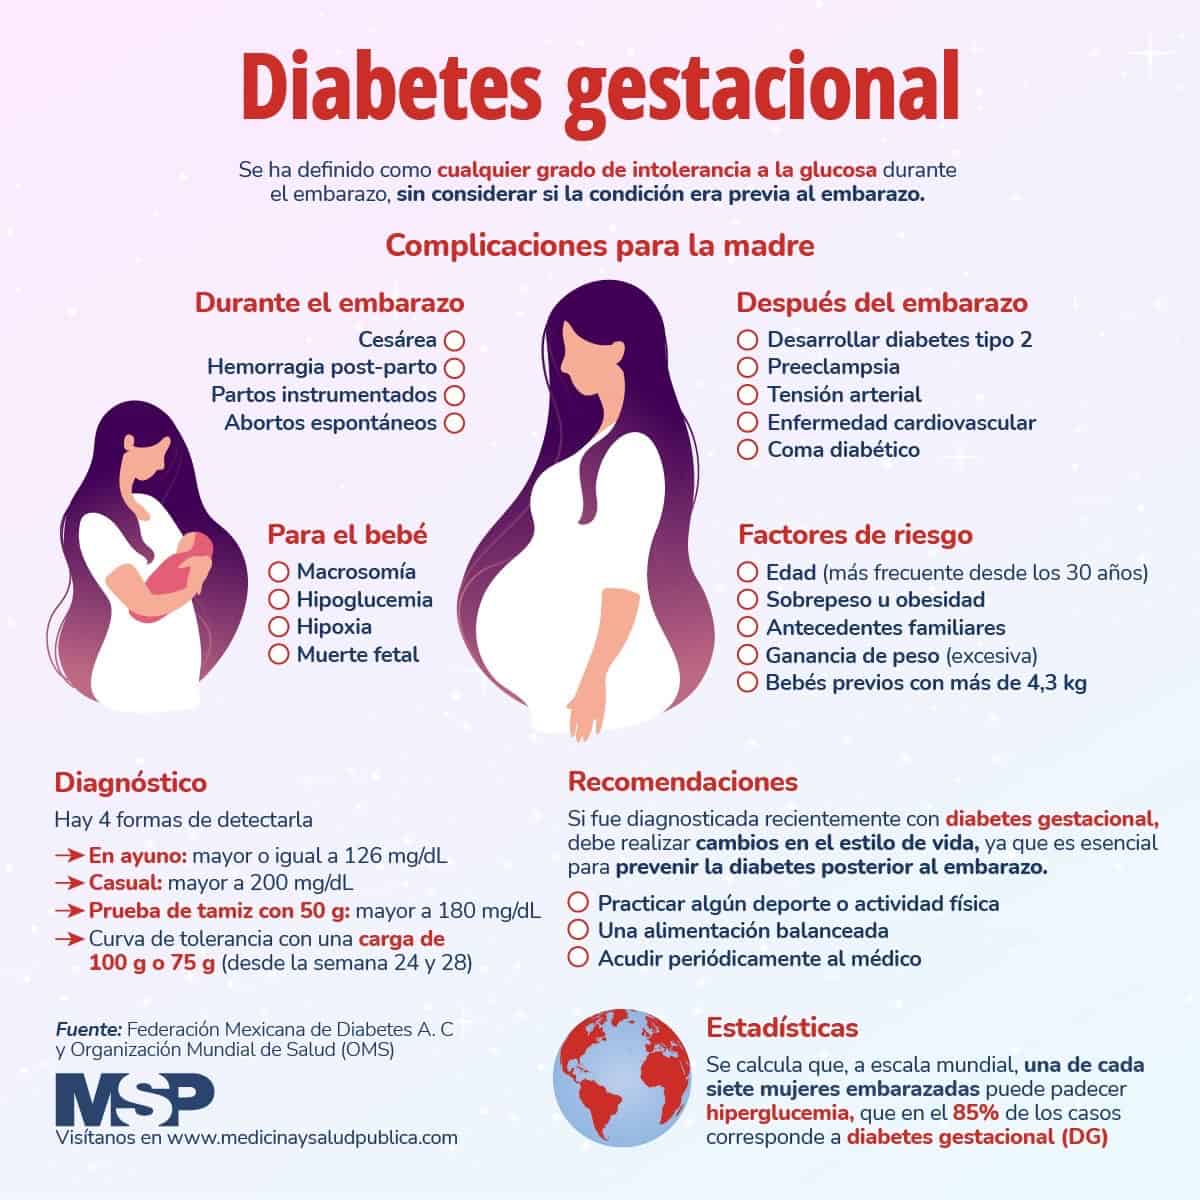 Diabetes gestacional
Se ha definido como cualquier grado de intolerancia a la glucosa durante
el embarazo, sin considerar si la condición era previa al embarazo.
Complicaciones para la madre
Durante el embarazo
Cesárea
Hemorragia post-parto
Partos instrumentados
Abortos espontáneos
Después del embarazo
Desarrollar diabetes tipo 2
Preeclampsia
Tensión arterial
Enfermedad cardiovascular
Coma diabético
Para el bebé
Macrosomía
Hipoglucemia
Hipoxia
Muerte fetal
Factores de riesgo
Edad (más frecuente desde los 30 años)
Sobrepeso u obesidad
Antecedentes familiares
Ganancia de peso (excesiva)
Bebés previos con más de 4,3 kg
Diagnóstico
Hay 4 formas de detectarla
En ayuno: mayor o igual a 126 mg/dL
Casual: mayor a 200 mg/dL
Prueba de tamiz con 50 g: mayor a 180 mg/dL
Curva de tolerancia con una carga de
100 g o 75 g (desde la semana 24 y 28)
Recomendaciones
Si fue diagnosticada recientemente con diabetes gestacional,
debe realizar cambios en el estilo de vida, ya que es esencial
para prevenir la diabetes posterior al embarazo.
Practicar algún deporte o actividad física
Una alimentación balanceada
Acudir periódicamente al médico
Fuente: Federación Mexicana de Diabetes A. C
y Organización Mundial de Salud (OMS)
MSP
Visítanos en www.medicinaysaludpublica.com
Estadísticas
Se calcula que, a escala mundial, una de cada
siete mujeres embarazadas puede padecer
hiperglucemia, que en el 85% de los casos
corresponde a diabetes gestacional (DG)